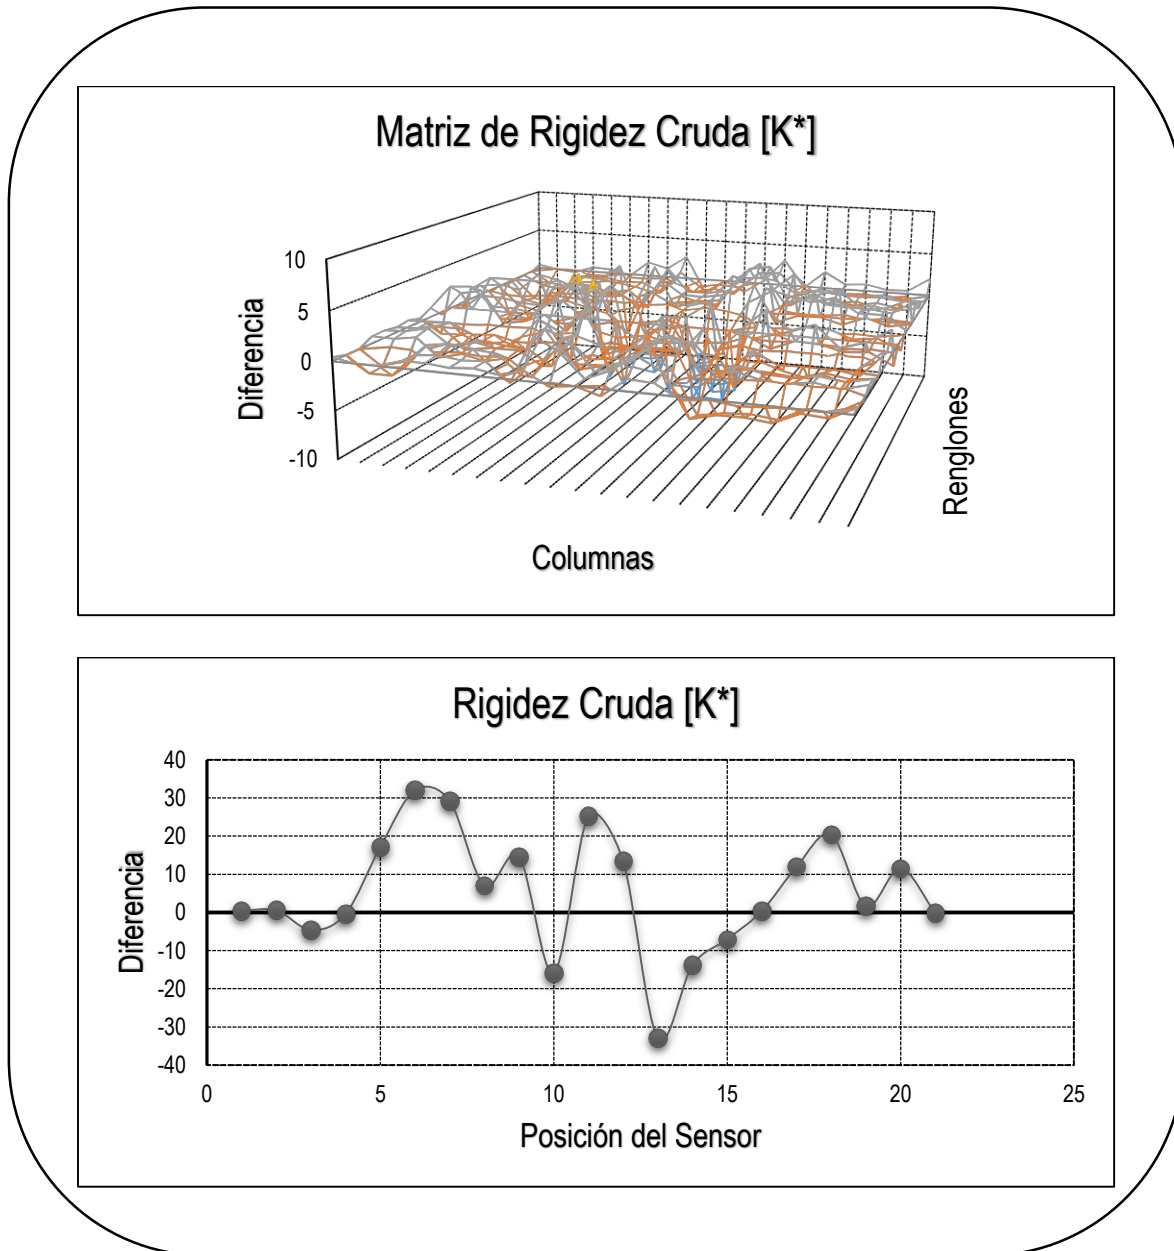 Matriz de Rigidez Cruda [K*]
10
5
0
-5
-10
Diferencia
Renglones
Columnas
Rigidez Cruda [K*]
40
30
20
10
0
-10
-20
-30
-40
Diferencia
0 5 10 15 20 25
Posición del Sensor